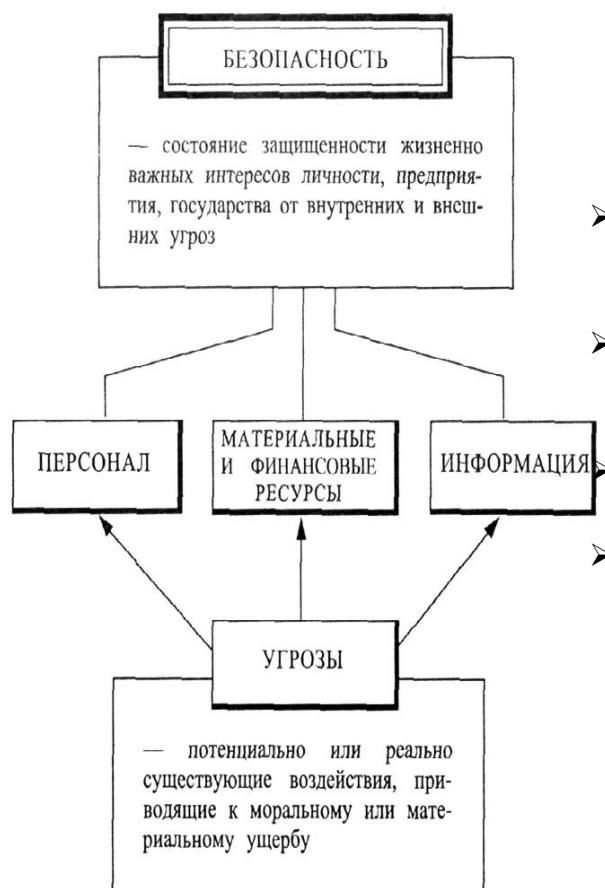 БЕЗОПАСНОСТЬ
— состояние защищенности жизненно
важных интересов личности, предприя-
тия, государства от внутренних и внеш-
них угроз
ПЕРСОНАЛ
МАТЕРИАЛЬНЫЕ
И ФИНАНСОВЫЕ
РЕСУРСЫ
ИНФОРМАЦИЯ
УГРОЗЫ
— потенциально или реально
существующие воздействия, при-
водящие к моральному или мате-
риальному ущербу